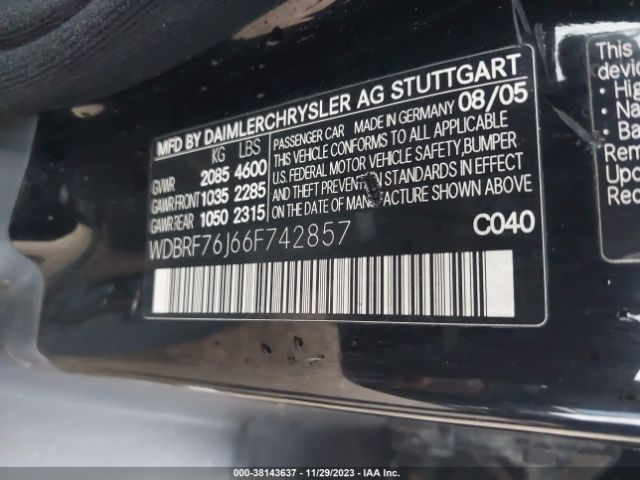 MFD BY DAIMLERCHRYSLER AG STUTTGART
KG LBS
GVWR 2085 4600
GAWR FRONT 1035 2285
GAWR REAR 1050 2315
PASSENGER CAR MADE IN GERMANY 08/05
THIS VEHICLE CONFORMS TO ALL APPLICABLE
U.S. FEDERAL MOTOR VEHICLE SAFETY,BUMPER
AND THEFT PREVENTION STANDARDS IN EFFECT
ON THE DATE OF MANUFACTURE SHOWN ABOVE
WDBRF76J66F742857
C040
This
devic
• Hig
• Na
• Ba
Rem
Upo
Rec
000-38143637 - 11/29/2023 - IAA Inc.